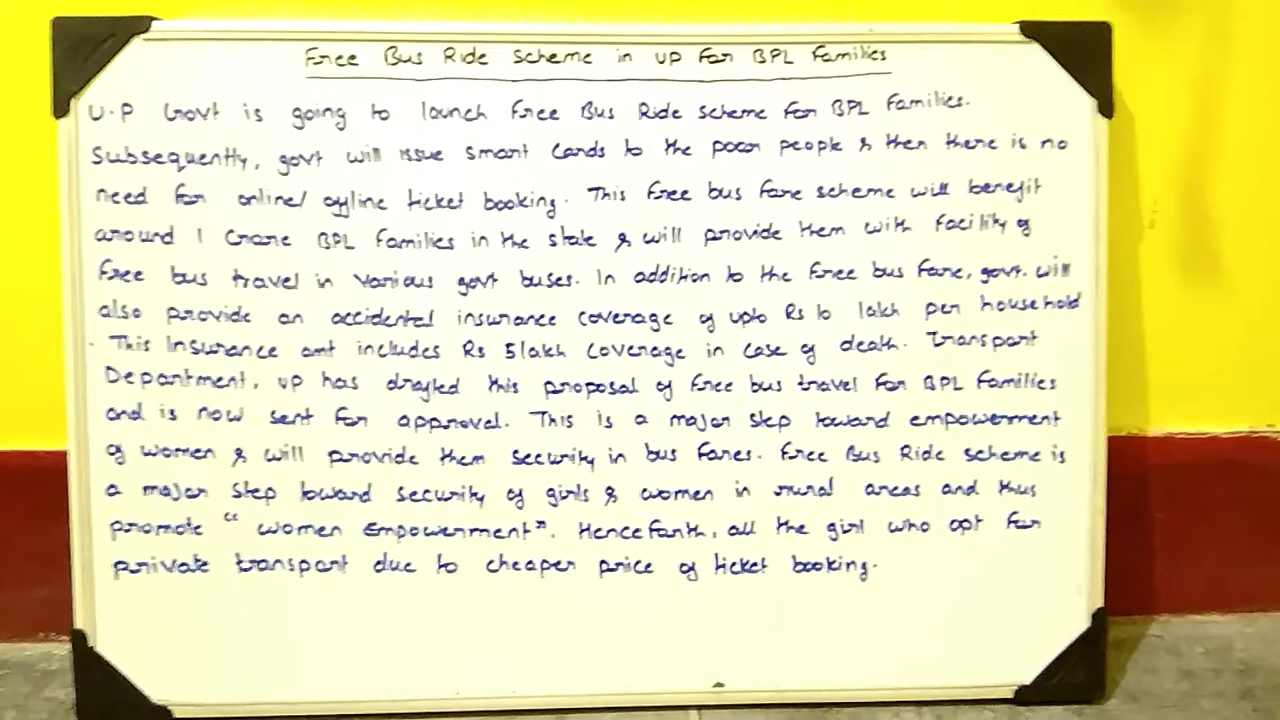 Free Bus Ride Scheme in UP For BPL Families
U.P Govt is going to launch Free Bus Ride Scheme For BPL Families.
Subsequently, govt will issue smart Cards to the poor people & then there is no
need for online/ offline ticket booking. This free bus fare scheme will benefit
around 1 Crore BPL Families in the state & will provide them with Facility of
free bus travel in various govt buses. In addition to the free bus fare, govt. will
also provide an accidental insurance coverage of upto Rs 10 lakh per household
. This Insurance amt includes Rs 5lakh coverage in case of death. Transport
Department, UP has drafted this proposal of free bus travel For BPL Families
and is now sent for approval. This is a major step toward empowerment
of women & will provide them security in bus fares. Free Bus Ride scheme is
a major step toward security of girls & women in rural areas and thus
promote "women Empowerment". Henceforth, all the girl who opt for
private transport due to cheaper price of ticket booking.